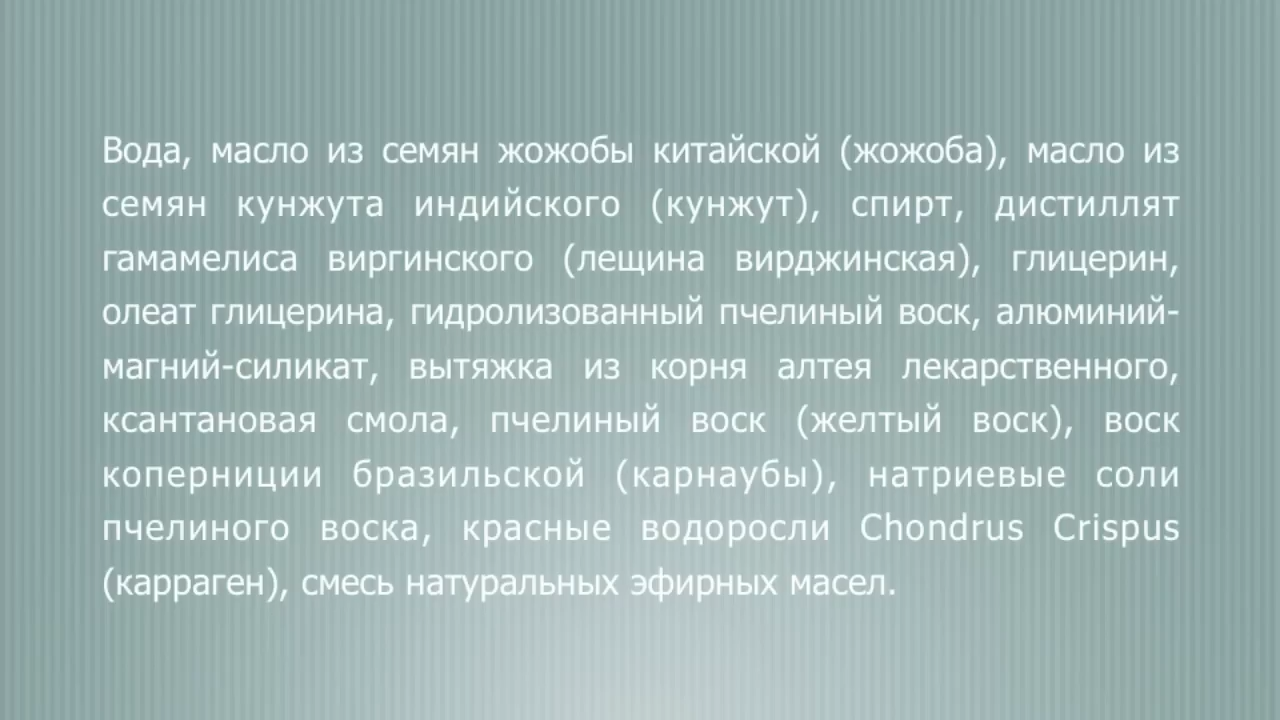 Вода, масло из семян жожобы китайской (жожоба), масло из
семян кунжута индийского (кунжут), спирт, дистиллят
гамамелиса виргинского (лещина вирджинская), глицерин,
олеат глицерина, гидролизованный пчелиный воск, алюминий-
магний-силикат, вытяжка из корня алтея лекарственного,
ксантановая смола, пчелиный воск (желтый воск), воск
коперниции бразильской (карнаубы), натриевые соли
пчелиного воска, красные водоросли Chondrus Crispus
(карраген), смесь натуральных эфирных масел.